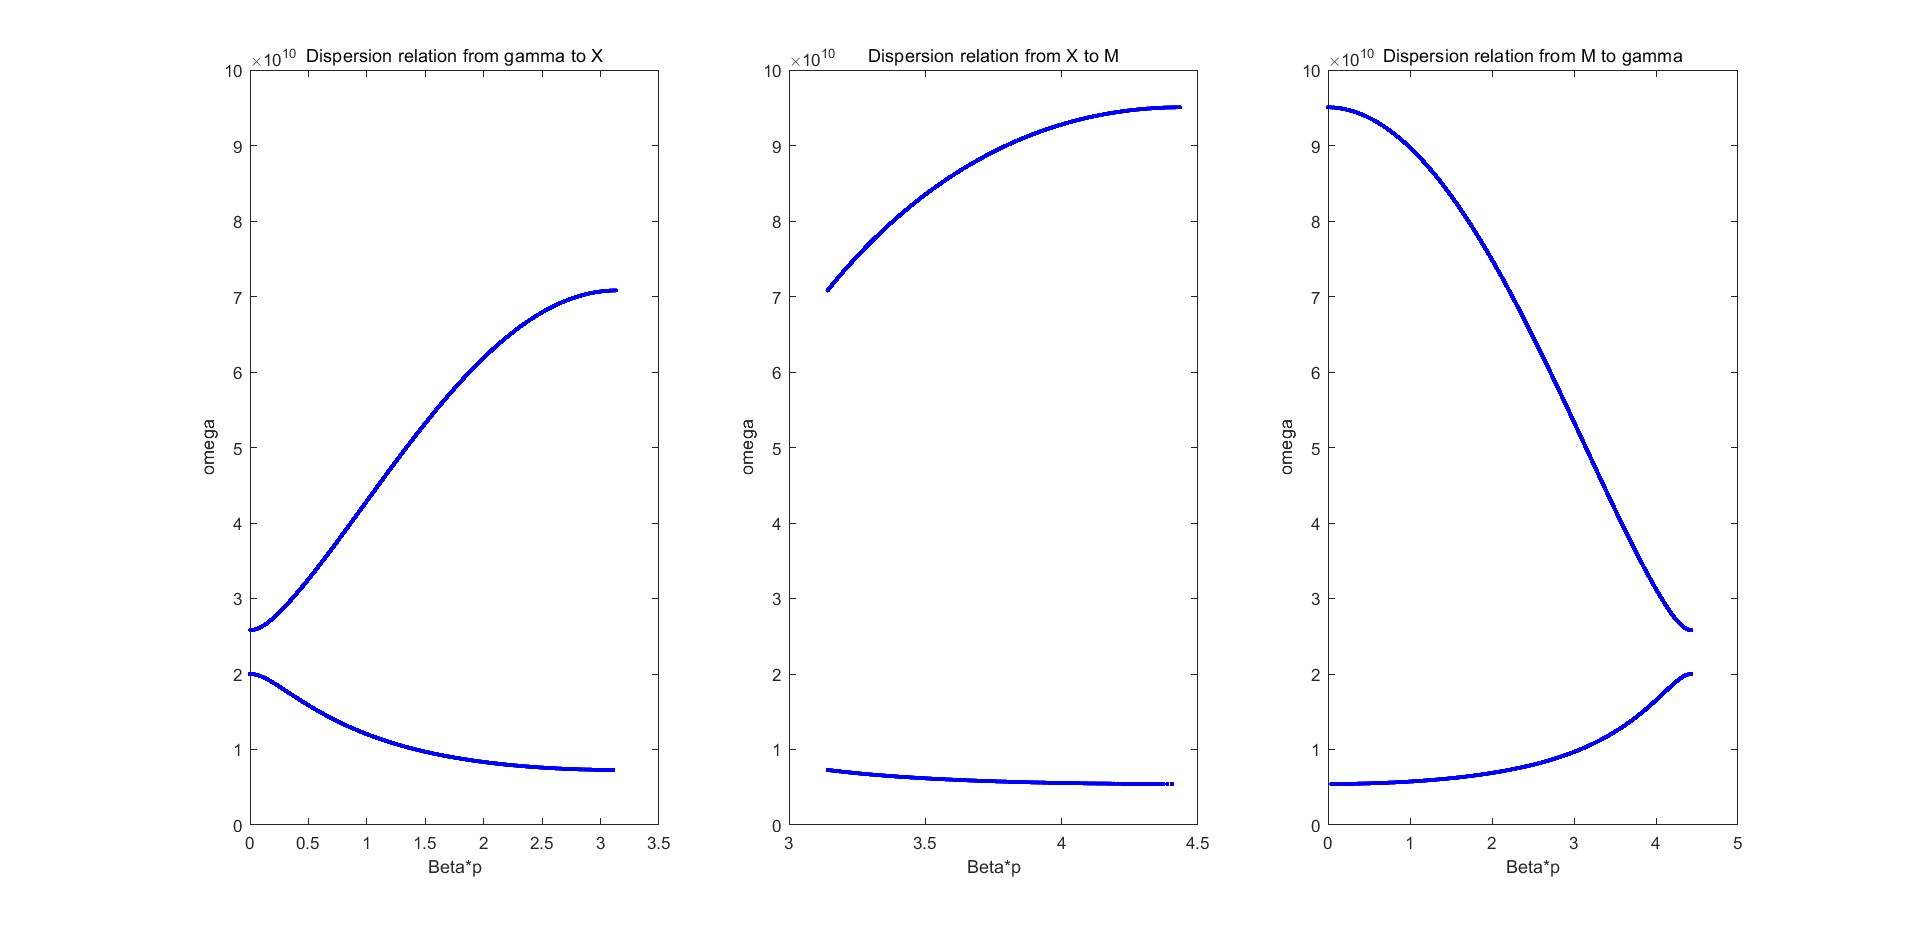 ×10^10 Dispersion relation from gamma to X
10
9
8
7
6
5
4
3
2
1
0
omega
0 0.5 1 1.5 2 2.5 3 3.5
Beta*p
×10^10 Dispersion relation from X to M
10
9
8
7
6
5
4
3
2
1
0
omega
3 3.5 4 4.5
Beta*p
×10^10 Dispersion relation from M to gamma
10
9
8
7
6
5
4
3
2
1
0
omega
0 1 2 3 4 5
Beta*p